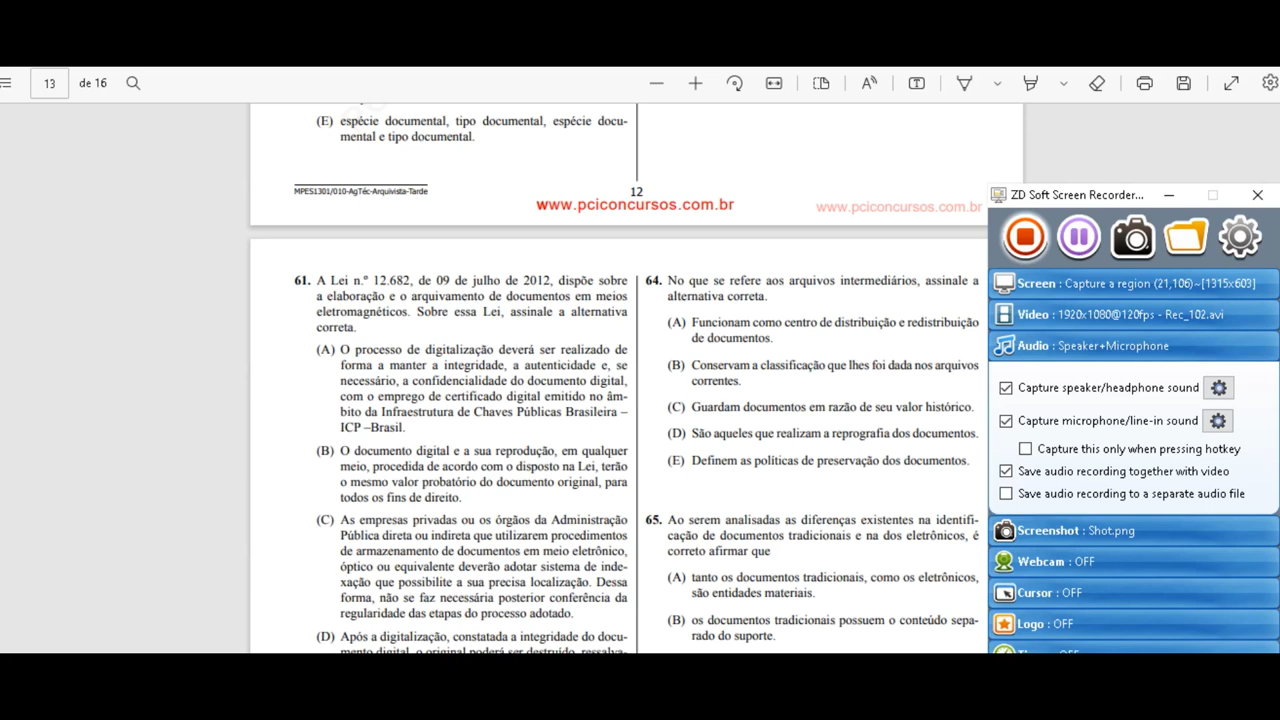 13 de 16
(E) espécie documental, tipo documental, espécie docu-
mental e tipo documental.
MPES1301/010-AgTéc-Arquivista-Tarde
12
www.pciconcursos.com.br
www.pciconcursos.com.br
61. A Lei n.º 12.682, de 09 de julho de 2012, dispõe sobre
a elaboração e o arquivamento de documentos em meios
eletromagnéticos. Sobre essa Lei, assinale a alternativa
correta.
(A) O processo de digitalização deverá ser realizado de
forma a manter a integridade, a autenticidade e, se
necessário, a confidencialidade do documento digital,
com o emprego de certificado digital emitido no âm-
bito da Infraestrutura de Chaves Públicas Brasileira –
ICP –Brasil.
(B) O documento digital e a sua reprodução, em qualquer
meio, procedida de acordo com o disposto na Lei, terão
o mesmo valor probatório do documento original, para
todos os fins de direito.
(C) As empresas privadas ou os órgãos da Administração
Pública direta ou indireta que utilizarem procedimentos
de armazenamento de documentos em meio eletrônico,
óptico ou equivalente deverão adotar sistema de inde-
xação que possibilite a sua precisa localização. Dessa
forma, não se faz necessária posterior conferência da
regularidade das etapas do processo adotado.
(D) Após a digitalização, constatada a integridade do docu-
mento digital, o original poderá ser destruído, ressalva-
64. No que se refere aos arquivos intermediários, assinale a
alternativa correta.
(A) Funcionam como centro de distribuição e redistribuição
de documentos.
(B) Conservam a classificação que lhes foi dada nos arquivos
correntes.
(C) Guardam documentos em razão de seu valor histórico.
(D) São aqueles que realizam a reprografia dos documentos.
(E) Definem as políticas de preservação dos documentos.
65. Ao serem analisadas as diferenças existentes na identifi-
cação de documentos tradicionais e na dos eletrônicos, é
correto afirmar que
(A) tanto os documentos tradicionais, como os eletrônicos,
são entidades materiais.
(B) os documentos tradicionais possuem o conteúdo sepa-
rado do suporte.
ZD Soft Screen Recorder...
Screen : Capture a region (21,106)~[1315x603]
Video : 1920x1080@120fps - Rec_102.avi
Audio : Speaker+Microphone
Capture speaker/headphone sound
Capture microphone/line-in sound
Capture this only when pressing hotkey
Save audio recording together with video
Save audio recording to a separate audio file
Screenshot : Shot.png
Webcam : OFF
Cursor : OFF
Logo : OFF